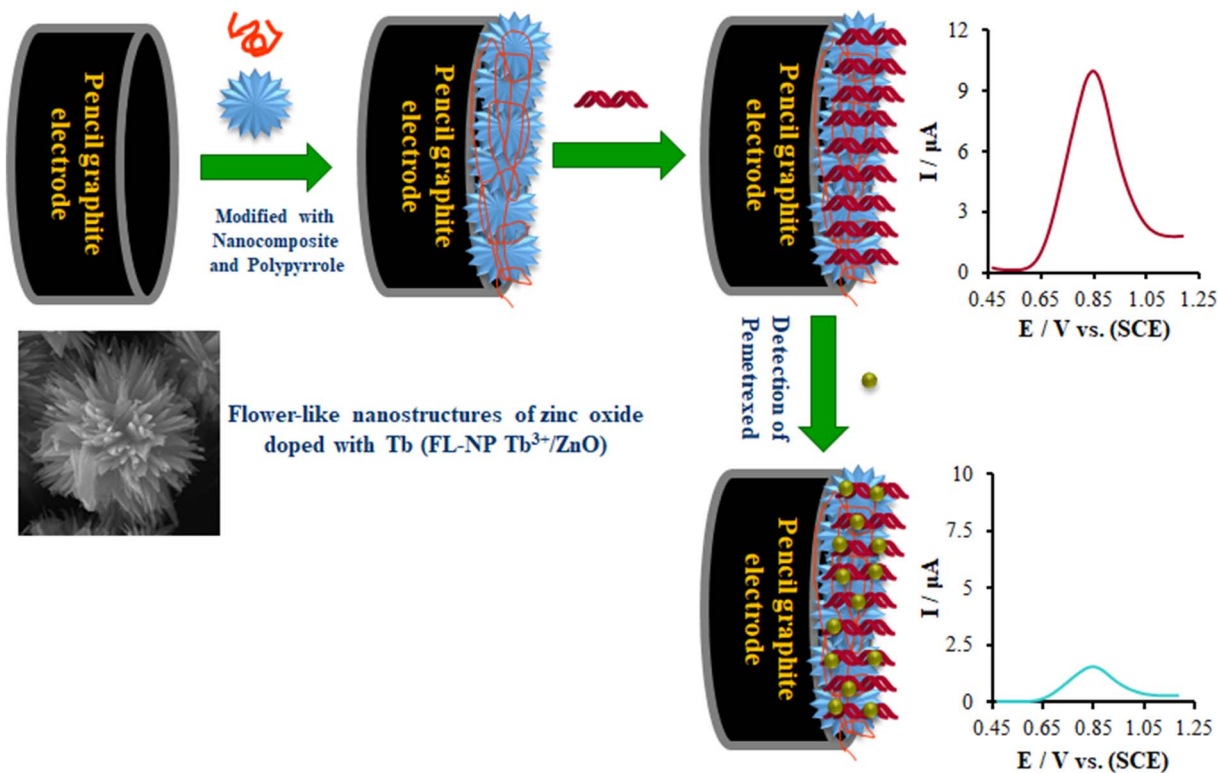 Pencil graphite
electrode
Modified with
Nanocomposite
and Polypyrrole
Pencil graphite
electrode
Pencil graphite
electrode
12
9
6
3
0
I / µA
0.45 0.65 0.85 1.05 1.25
E / V vs. (SCE)
Flower-like nanostructures of zinc oxide
doped with Tb (FL-NP Tb³⁺/ZnO)
Detection of
Pemetrexed
Pencil graphite
electrode
10
7.5
5
2.5
0
I / µA
0.45 0.65 0.85 1.05 1.25
E / V vs. (SCE)